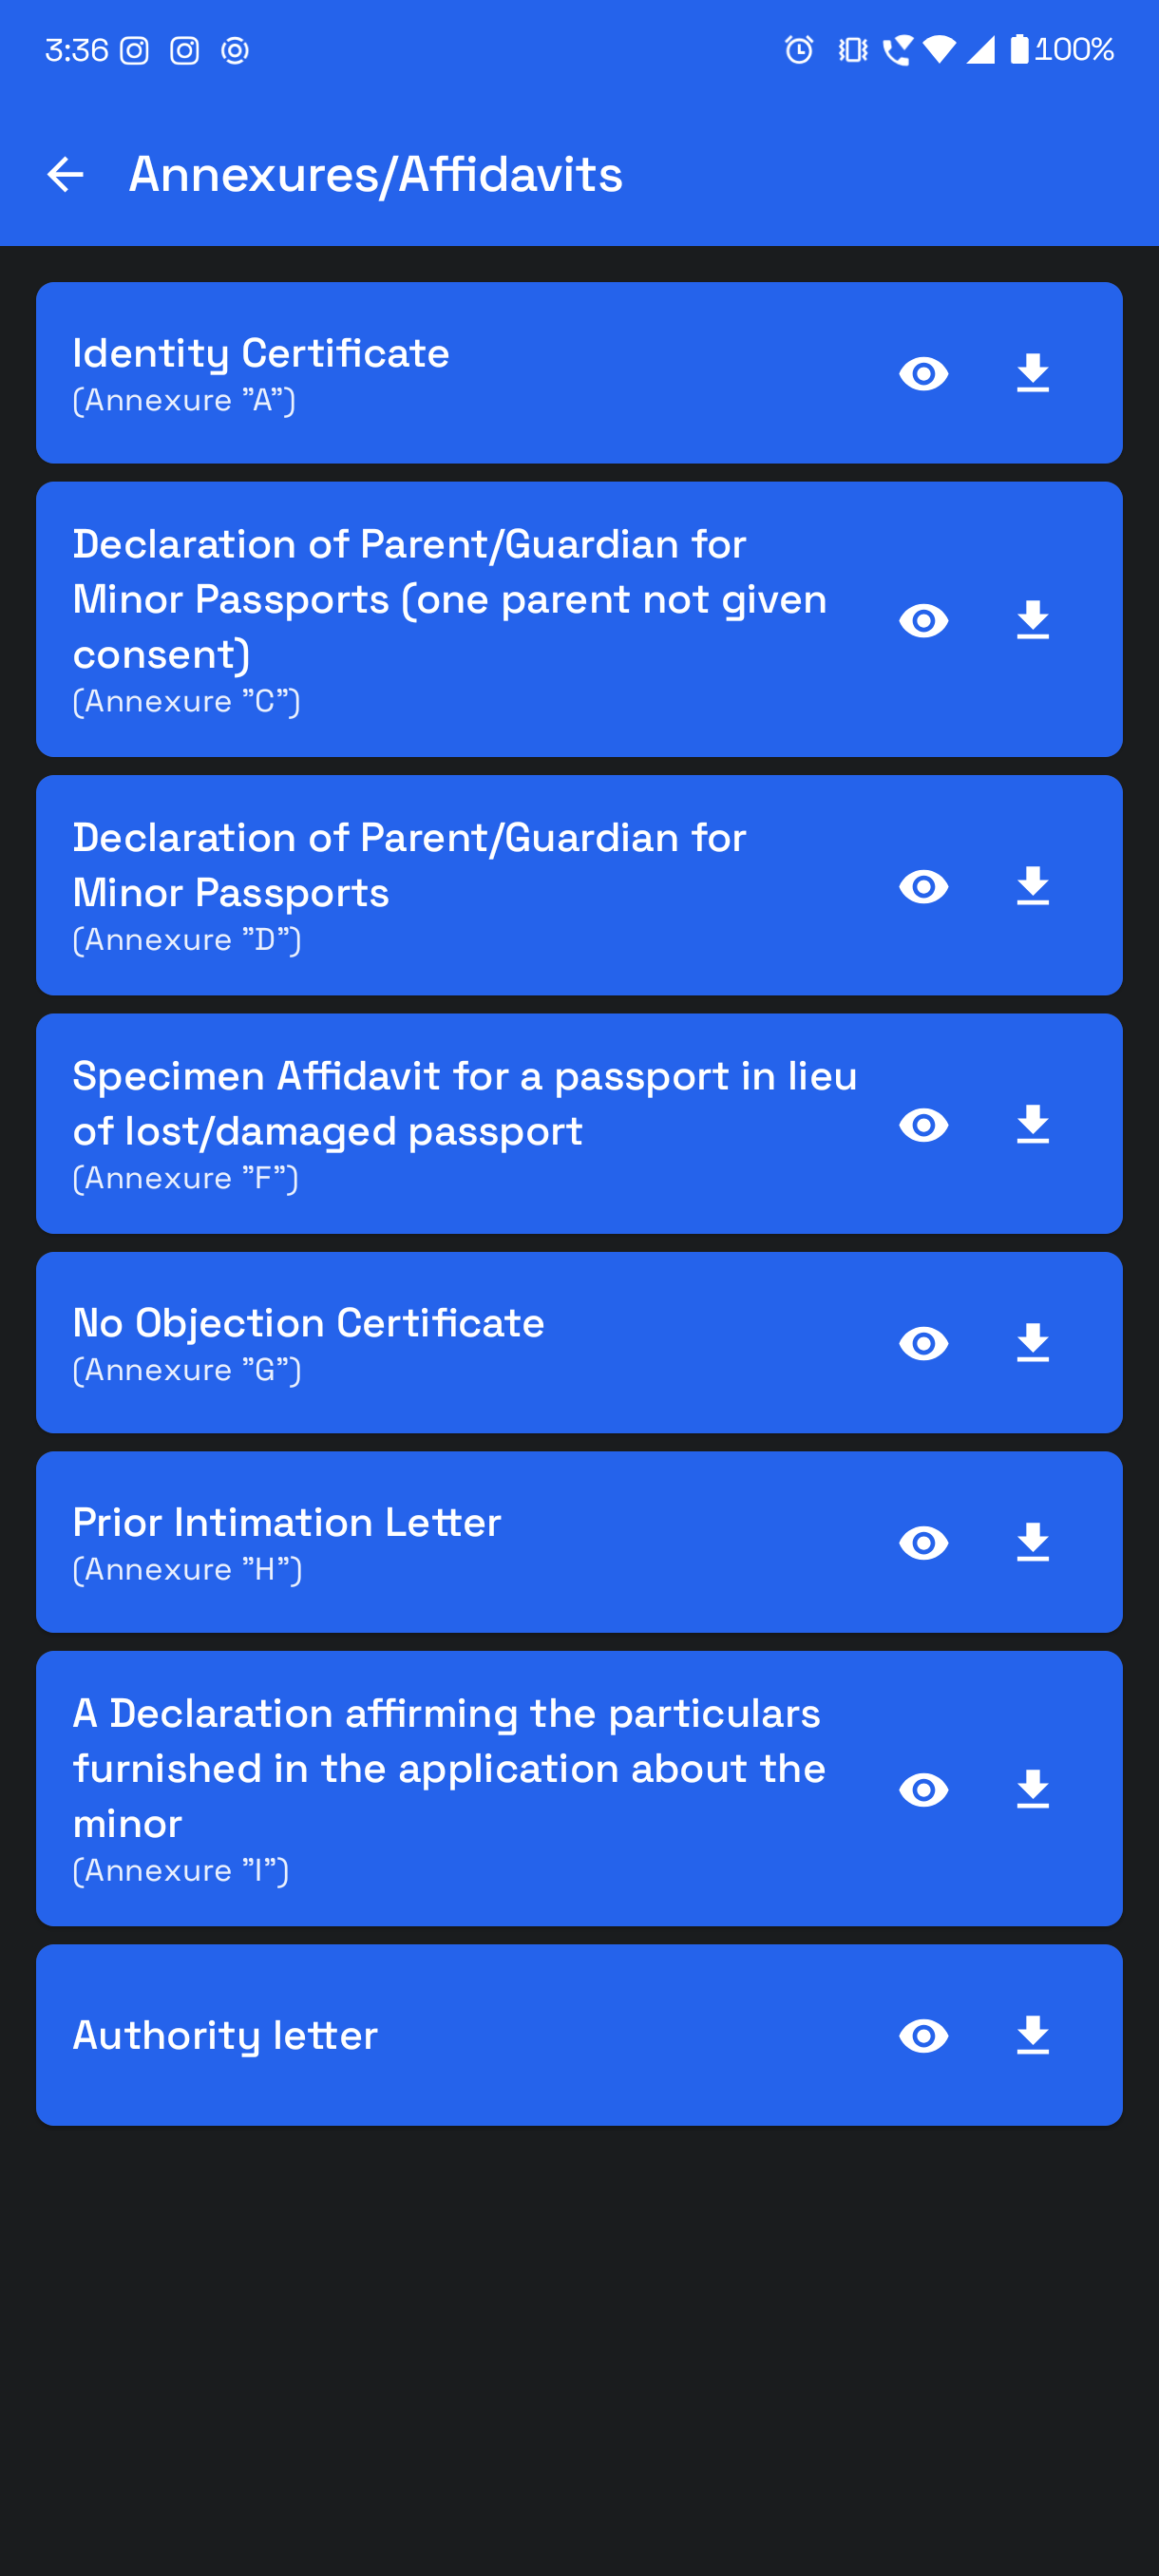 3:36
100%
Annexures/Affidavits
Identity Certificate
(Annexure "A")
Declaration of Parent/Guardian for
Minor Passports (one parent not given
consent)
(Annexure "C")
Declaration of Parent/Guardian for
Minor Passports
(Annexure "D")
Specimen Affidavit for a passport in lieu
of lost/damaged passport
(Annexure "F")
No Objection Certificate
(Annexure "G")
Prior Intimation Letter
(Annexure "H")
A Declaration affirming the particulars
furnished in the application about the
minor
(Annexure "I")
Authority letter